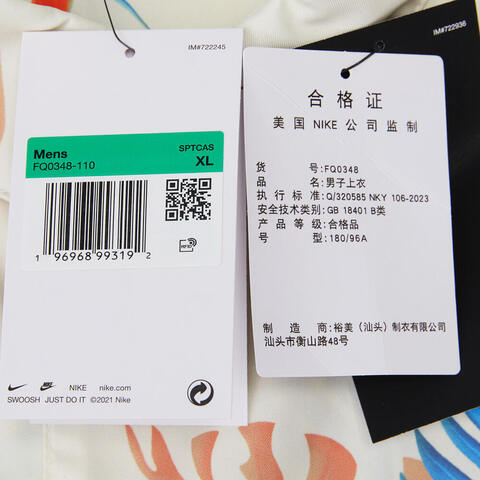 IM#722245
Mens
SPTCAS
FQ0348-110
XL
1 96968 99319 2
RFID
NIKE
nike.com
SWOOSH JUST DO IT ©2021 Nike
IM#722936
合格证
美国 NIKE 公司监制
货号:FQ0348
品名:男子上衣
执行标准:Q/320585 NKY 106-2023
安全技术类别:GB 18401 B类
产品等级:合格品
号型:180/96A
制造商:裕美（汕头）制衣有限公司
汕头市衡山路48号